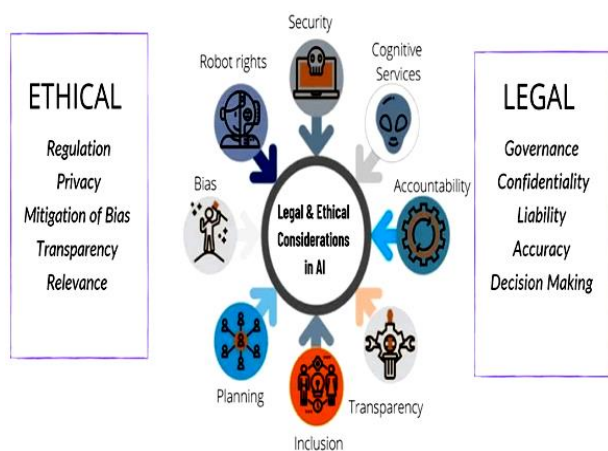 ETHICAL
Regulation
Privacy
Mitigation of Bias
Transparency
Relevance
Security
Robot rights
Cognitive
Services
Bias
Accountability
Legal & Ethical
Considerations
in AI
Planning
Transparency
Inclusion
LEGAL
Governance
Confidentiality
Liability
Accuracy
Decision Making